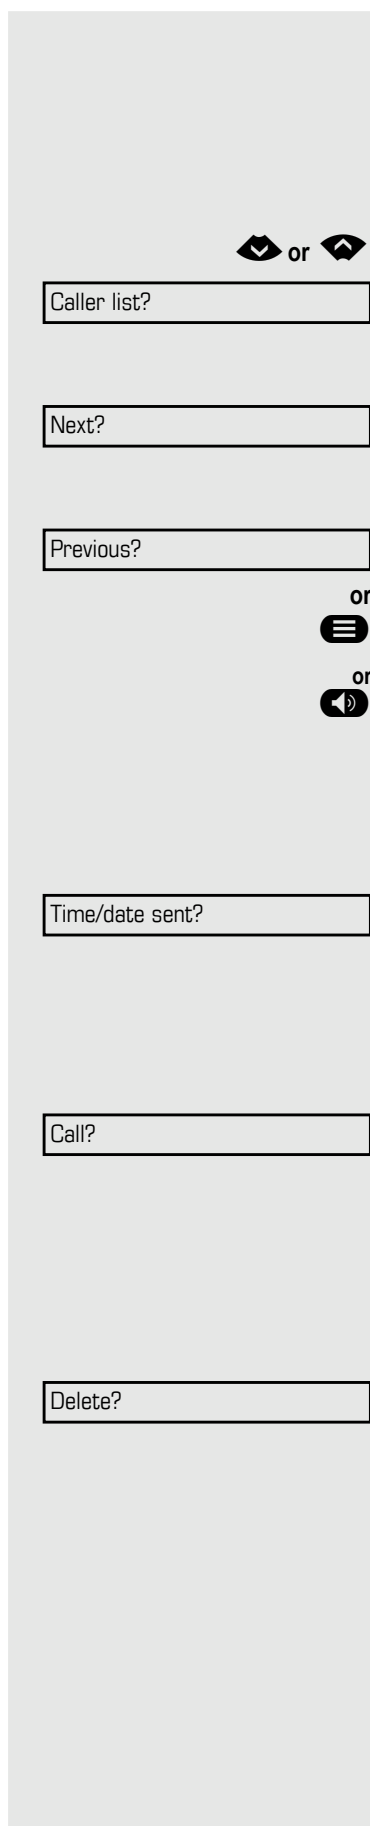 or
Caller list?
Next?
Previous?
or
or
Time/date sent?
Call?
Delete?